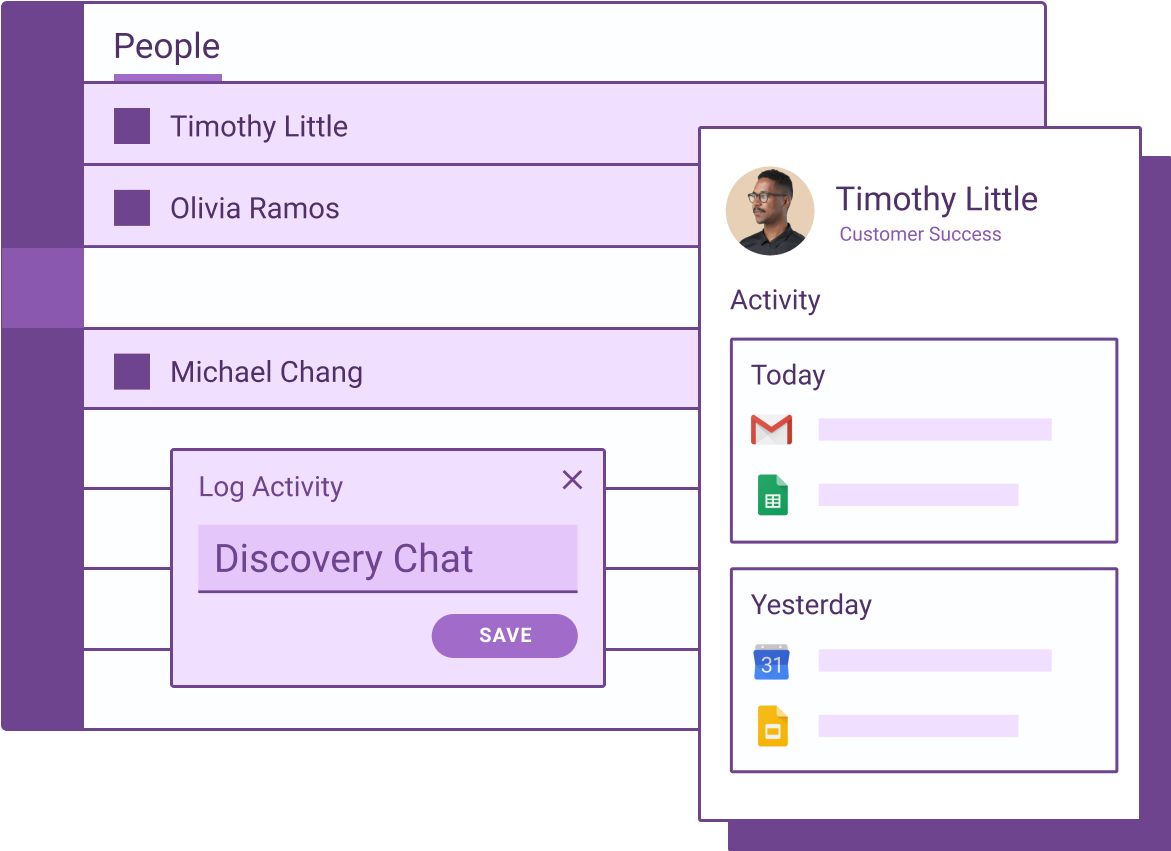 People
Timothy Little
Olivia Ramos
Michael Chang
Log Activity
Discovery Chat
SAVE
Timothy Little
Customer Success
Activity
Today
Yesterday
31